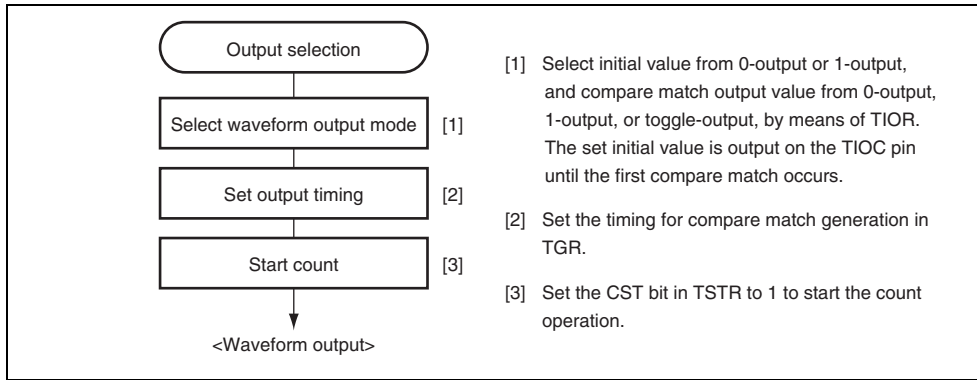 Output selection
Select waveform output mode [1]
Set output timing [2]
Start count [3]
<Waveform output>
[1] Select initial value from 0-output or 1-output,
and compare match output value from 0-output,
1-output, or toggle-output, by means of TIOR.
The set initial value is output on the TIOC pin
until the first compare match occurs.
[2] Set the timing for compare match generation in
TGR.
[3] Set the CST bit in TSTR to 1 to start the count
operation.